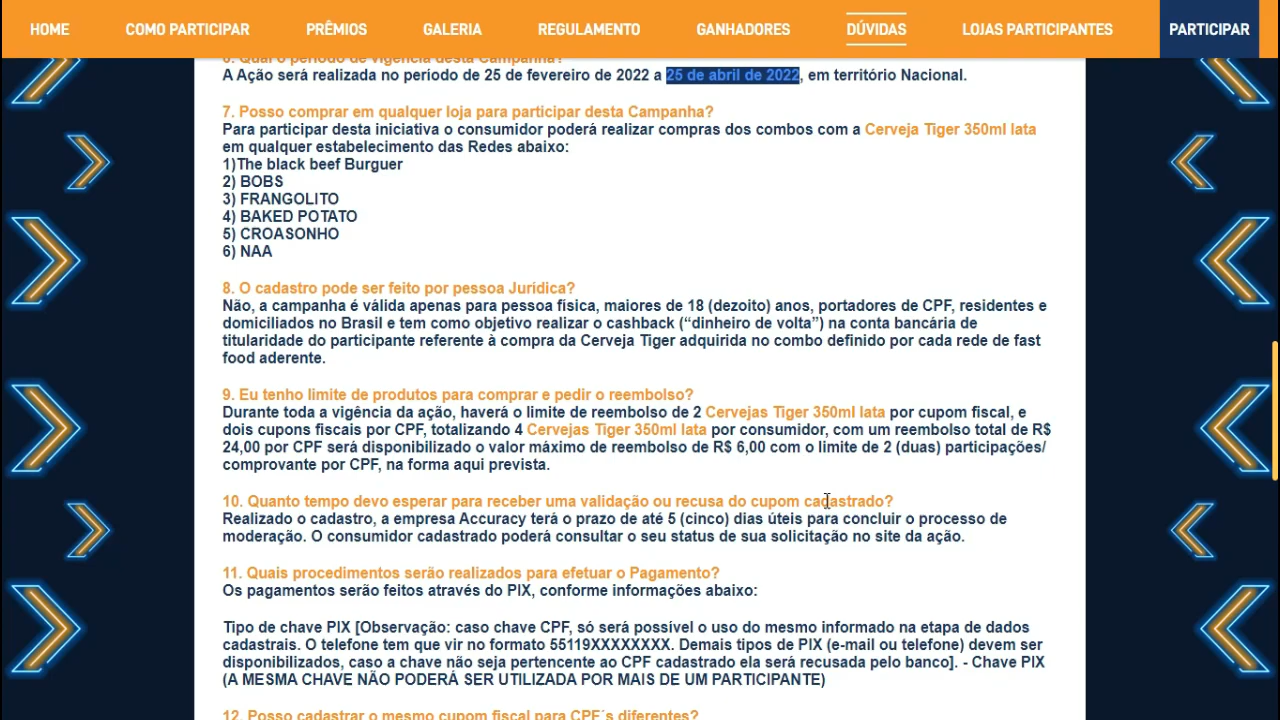 HOME COMO PARTICIPAR PRÊMIOS GALERIA REGULAMENTO GANHADORES DÚVIDAS LOJAS PARTICIPANTES PARTICIPAR
6. Qual o período de vigência desta Campanha?
A Ação será realizada no período de 25 de fevereiro de 2022 a 25 de abril de 2022, em território Nacional.
7. Posso comprar em qualquer loja para participar desta Campanha?
Para participar desta iniciativa o consumidor poderá realizar compras dos combos com a Cerveja Tiger 350ml lata
em qualquer estabelecimento das Redes abaixo:
1)The black beef Burguer
2) BOBS
3) FRANGOLITO
4) BAKED POTATO
5) CROASONHO
6) NAA
8. O cadastro pode ser feito por pessoa Jurídica?
Não, a campanha é válida apenas para pessoa física, maiores de 18 (dezoito) anos, portadores de CPF, residentes e
domiciliados no Brasil e tem como objetivo realizar o cashback (“dinheiro de volta”) na conta bancária de
titularidade do participante referente à compra da Cerveja Tiger adquirida no combo definido por cada rede de fast
food aderente.
9. Eu tenho limite de produtos para comprar e pedir o reembolso?
Durante toda a vigência da ação, haverá o limite de reembolso de 2 Cervejas Tiger 350ml lata por cupom fiscal, e
dois cupons fiscais por CPF, totalizando 4 Cervejas Tiger 350ml lata por consumidor, com um reembolso total de R$
24,00 por CPF será disponibilizado o valor máximo de reembolso de R$ 6,00 com o limite de 2 (duas) participações/
comprovante por CPF, na forma aqui prevista.
10. Quanto tempo devo esperar para receber uma validação ou recusa do cupom cadastrado?
Realizado o cadastro, a empresa Accuracy terá o prazo de até 5 (cinco) dias úteis para concluir o processo de
moderação. O consumidor cadastrado poderá consultar o seu status de sua solicitação no site da ação.
11. Quais procedimentos serão realizados para efetuar o Pagamento?
Os pagamentos serão feitos através do PIX, conforme informações abaixo:
Tipo de chave PIX [Observação: caso chave CPF, só será possível o uso do mesmo informado na etapa de dados
cadastrais. O telefone tem que vir no formato 55119XXXXXXXX. Demais tipos de PIX (e-mail ou telefone) devem ser
disponibilizados, caso a chave não seja pertencente ao CPF cadastrado ela será recusada pelo banco]. - Chave PIX
(A MESMA CHAVE NÃO PODERÁ SER UTILIZADA POR MAIS DE UM PARTICIPANTE)
12. Posso cadastrar o mesmo cupom fiscal para CPF´s diferentes?